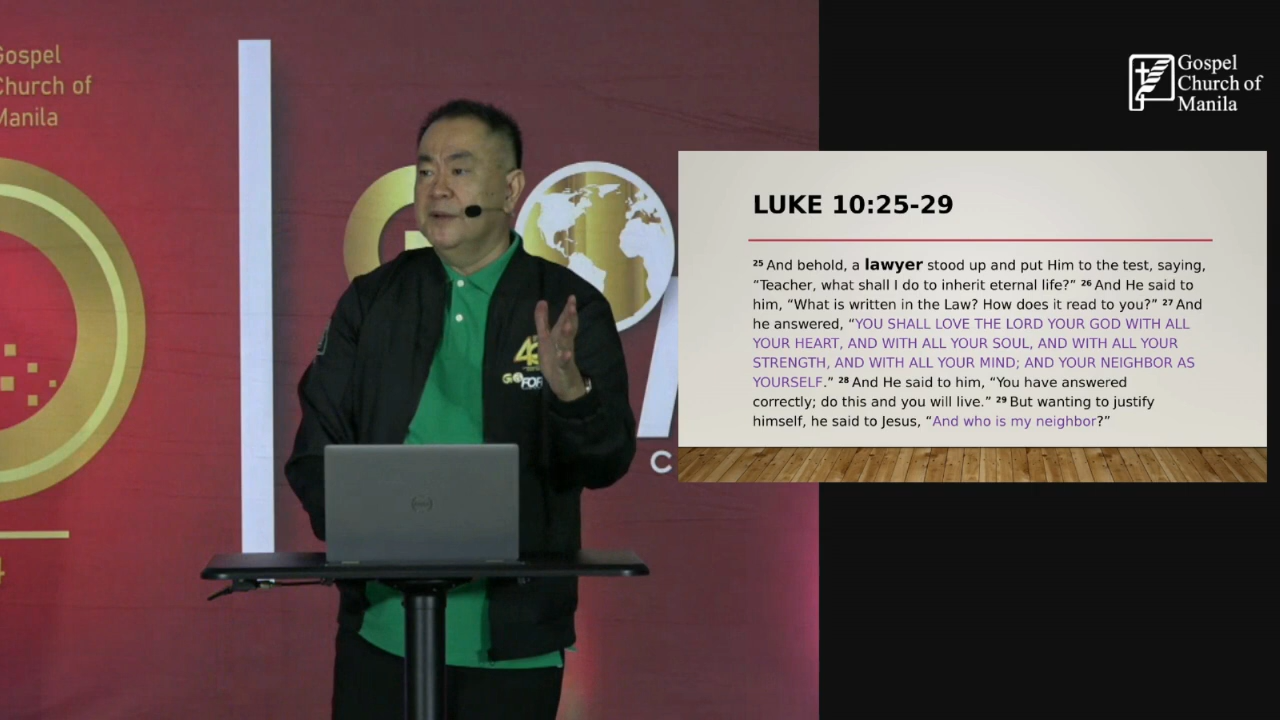 Gospel
Church of
Manila
Gospel
Church of
Manila
LUKE 10:25-29
25 And behold, a lawyer stood up and put Him to the test, saying,
“Teacher, what shall I do to inherit eternal life?” 26 And He said to
him, “What is written in the Law? How does it read to you?” 27 And
he answered, “YOU SHALL LOVE THE LORD YOUR GOD WITH ALL
YOUR HEART, AND WITH ALL YOUR SOUL, AND WITH ALL YOUR
STRENGTH, AND WITH ALL YOUR MIND; AND YOUR NEIGHBOR AS
YOURSELF.” 28 And He said to him, “You have answered
correctly; do this and you will live.” 29 But wanting to justify
himself, he said to Jesus, “And who is my neighbor?”
DELL